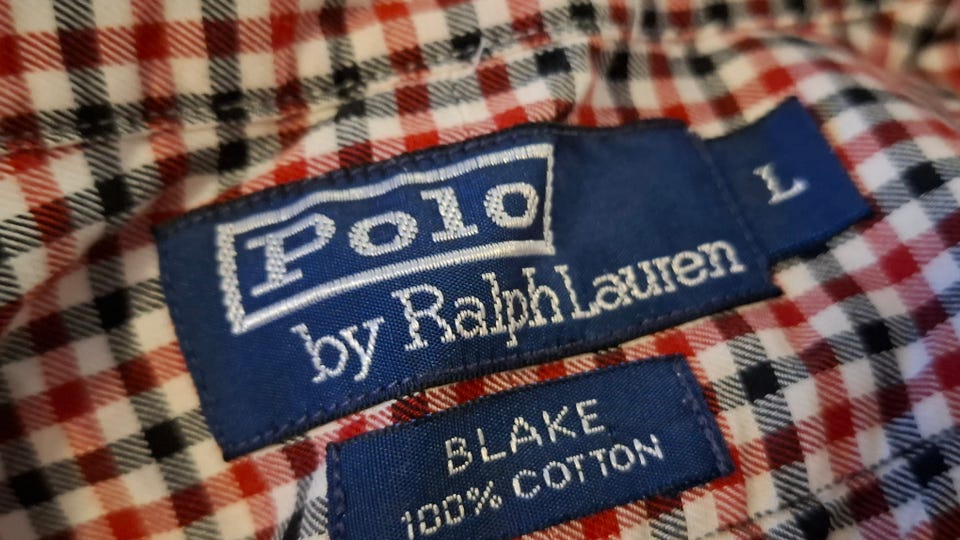 Polo
by Ralph Lauren
L
BLAKE
100% COTTON